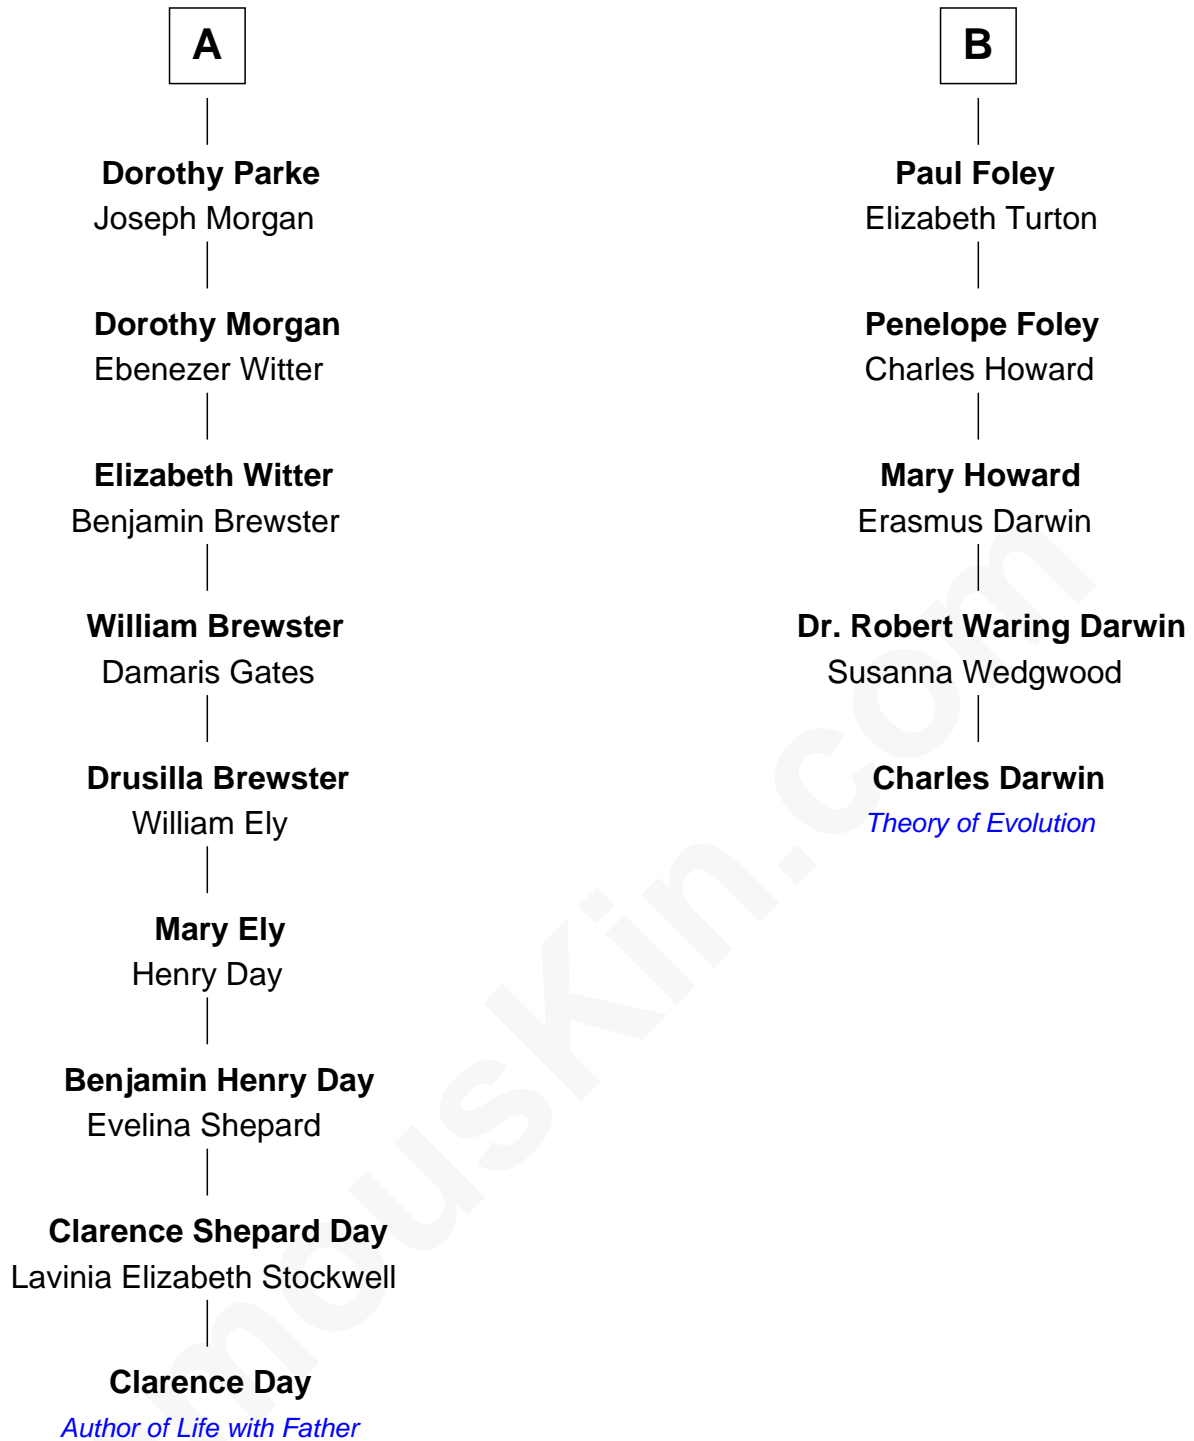 A
Dorothy Parke
Joseph Morgan
Dorothy Morgan
Ebenezer Witter
Elizabeth Witter
Benjamin Brewster
William Brewster
Damaris Gates
Drusilla Brewster
William Ely
Mary Ely
Henry Day
Benjamin Henry Day
Evelina Shepard
Clarence Shepard Day
Lavinia Elizabeth Stockwell
Clarence Day
Author of Life with Father
B
Paul Foley
Elizabeth Turton
Penelope Foley
Charles Howard
Mary Howard
Erasmus Darwin
Dr. Robert Waring Darwin
Susanna Wedgwood
Charles Darwin
Theory of Evolution
mousKin.com